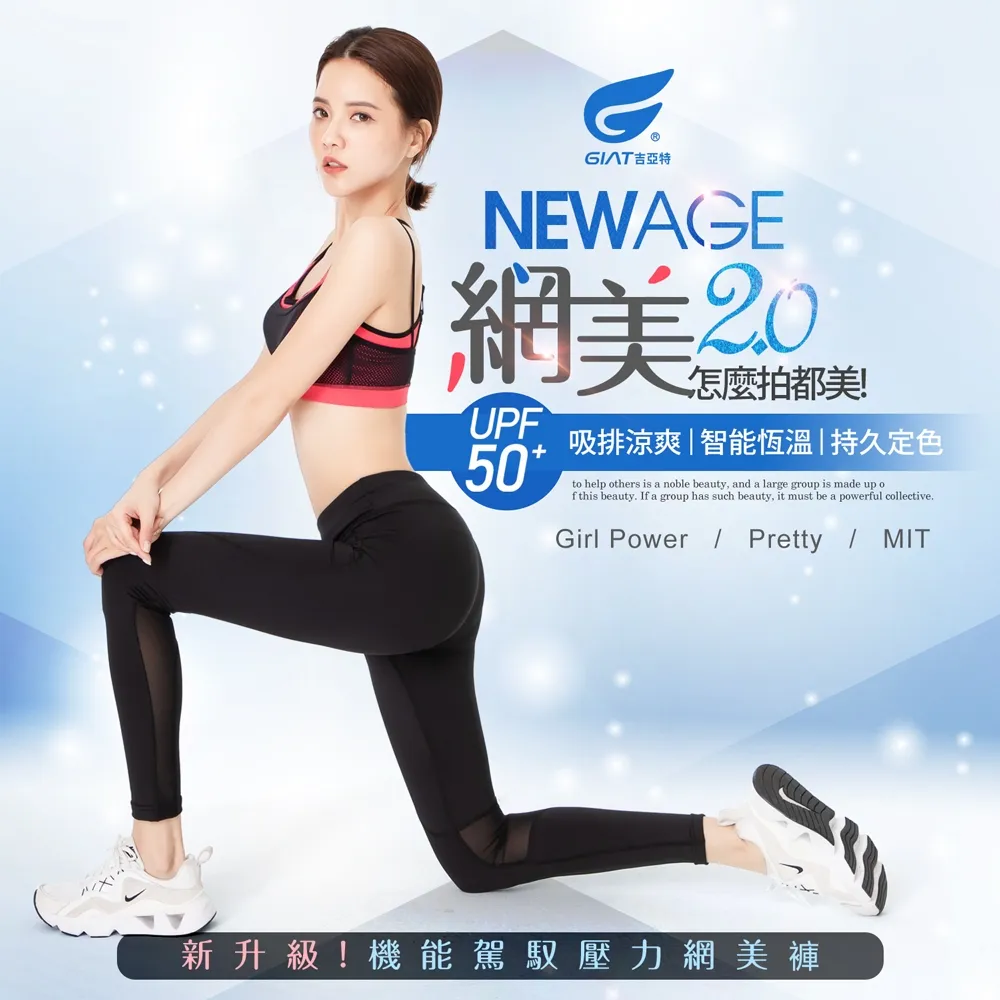 ®
GIAT吉亞特
NEWAGE
網美2.0
怎麼拍都美!
UPF
50+
吸排涼爽|智能恆溫|持久定色
to help others is a noble beauty, and a large group is made up o
f this beauty. If a group has such beauty, it must be a powerful collective.
Girl Power / Pretty / MIT
新升級!機能駕馭壓力網美褲